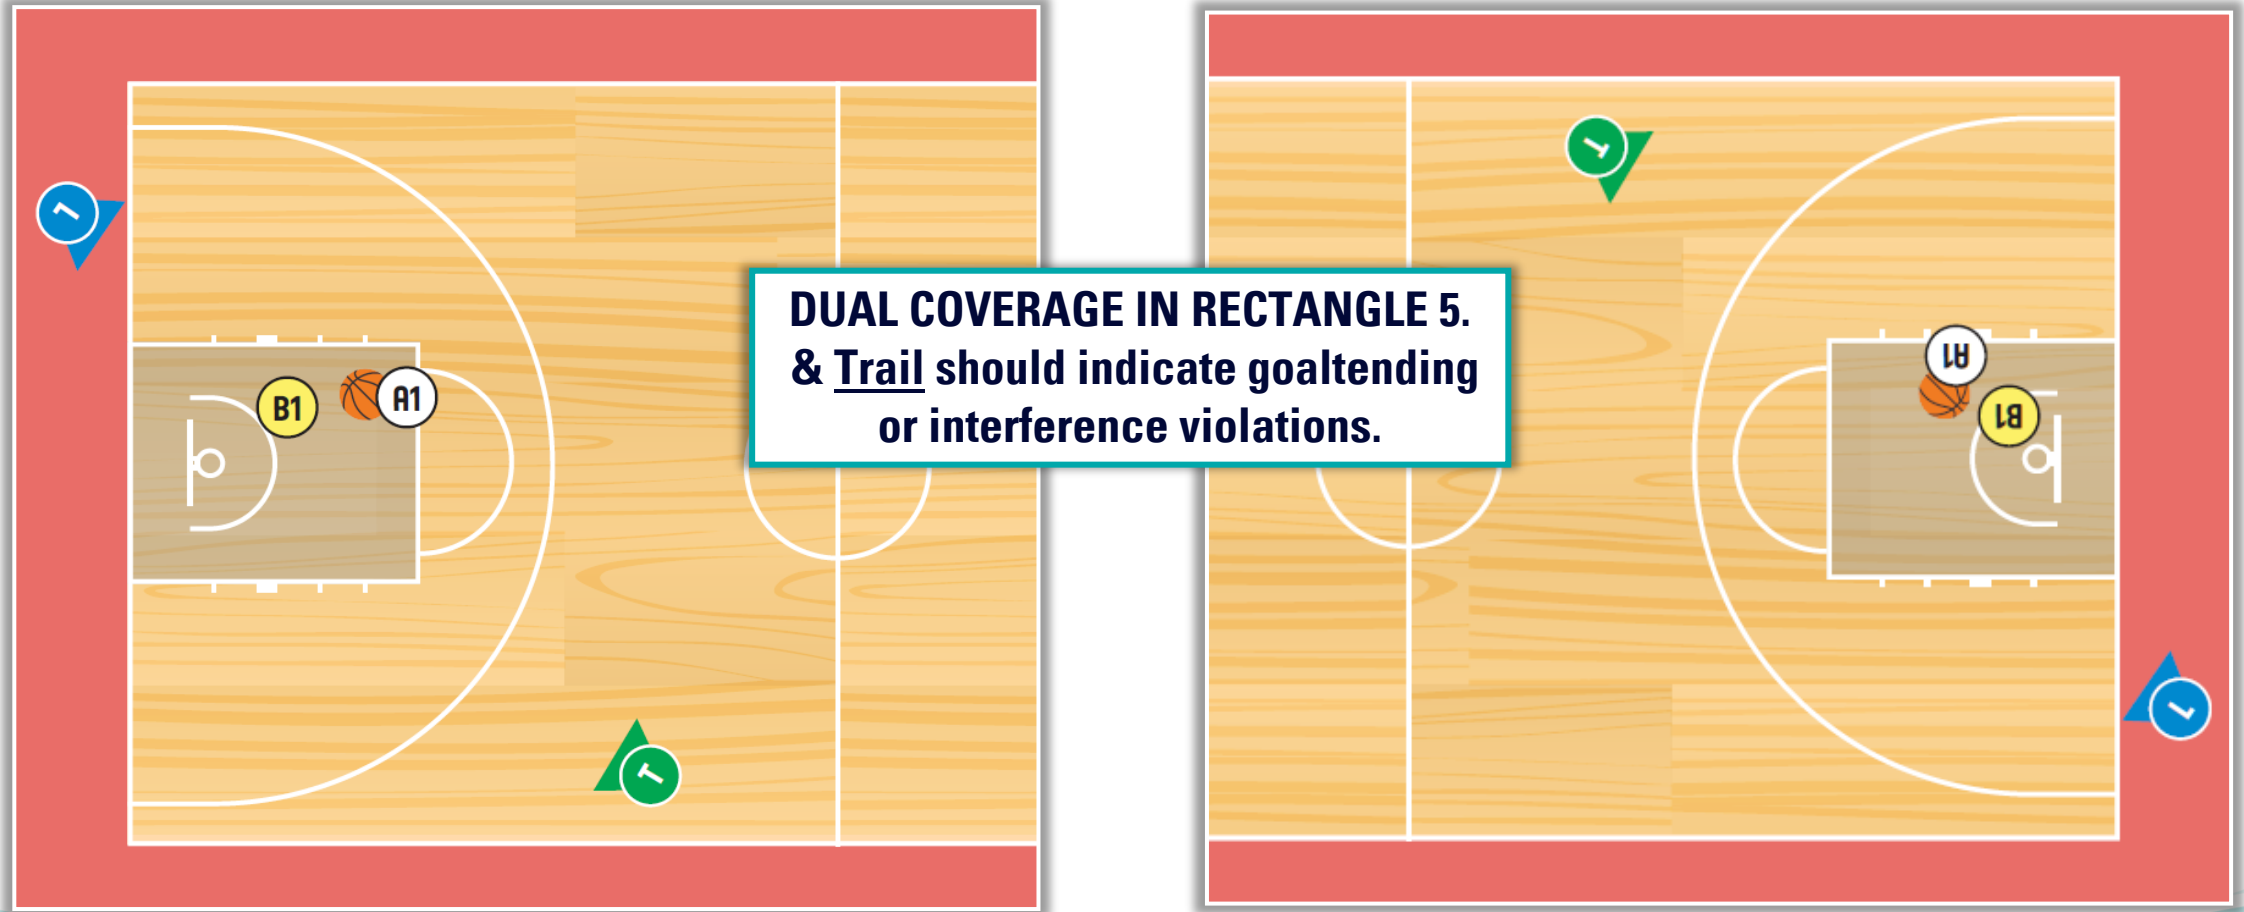 DUAL COVERAGE IN RECTANGLE 5.
& Trail should indicate goaltending
or interference violations.
L
B1
A1
T
T
A1
B1
L